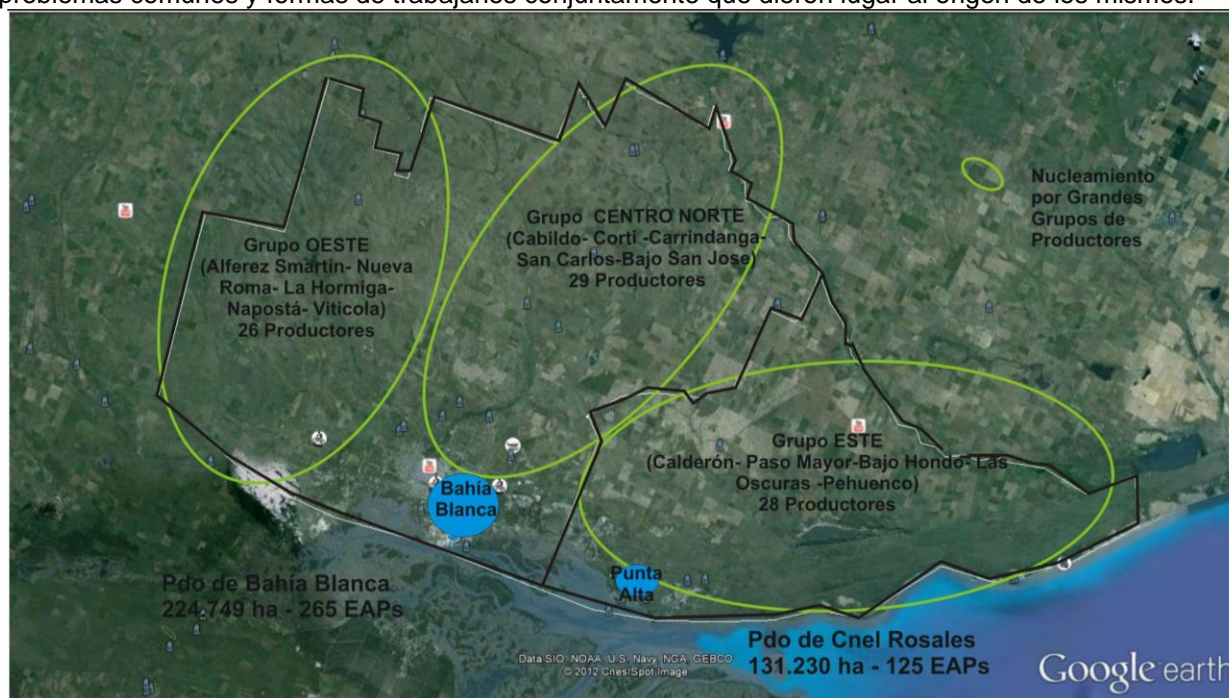 problemas comunes y formas de trabajarlos conjuntamente que dieron lugar al origen de los mismos.
Grupo OESTE
(Alferez Smartin- Nueva
Roma- La Hormiga-
Napostá- Viticola)
26 Productores
Grupo CENTRO NORTE
(Cabildo- Corti -Carrindanga-
San Carlos-Bajo San Jose)
29 Productores
Nucleamiento
por Grandes
Grupos de
Productores
Grupo ESTE
(Calderón- Paso Mayor-Bajo Hondo- Las
Oscuras -Pehuenco)
28 Productores
Bahía
Blanca
Punta
Alta
Pdo de Bahía Blanca
224.749 ha - 265 EAPs
Pdo de Cnel Rosales
131.230 ha - 125 EAPs
Data SIO, NOAA, U.S. Navy, NGA, GEBCO
© 2012 Cnes/Spot Image
Google earth